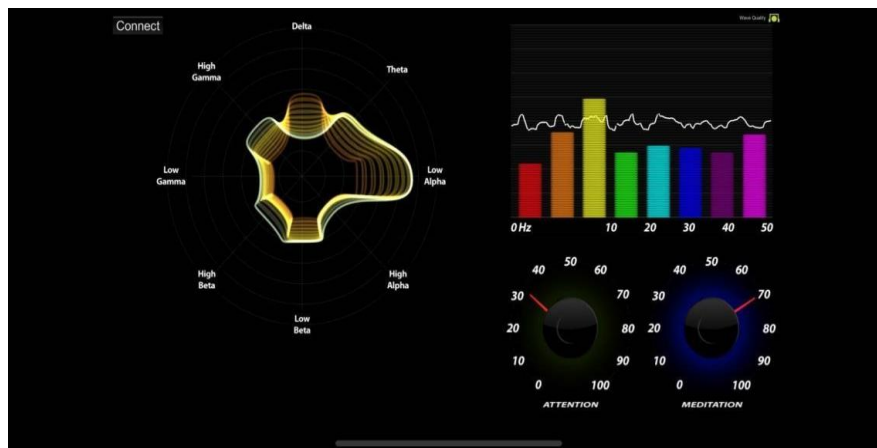 Connect
Delta
Theta
Low
Alpha
High
Alpha
Low
Beta
High
Beta
Low
Gamma
High
Gamma
Wave Quality
0 Hz 10 20 30 40 50
0 10 20 30 40 50 60 70 80 90 100
ATTENTION
0 10 20 30 40 50 60 70 80 90 100
MEDITATION